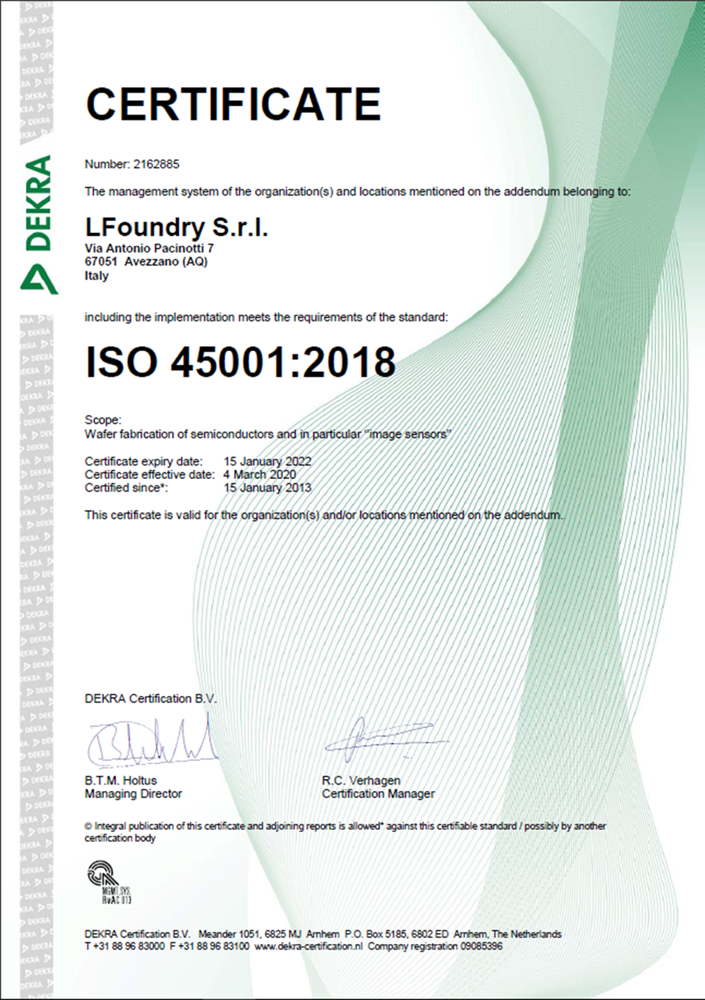 CERTIFICATE
Number: 2162885
The management system of the organization(s) and locations mentioned on the addendum belonging to:
LFoundry S.r.l.
Via Antonio Pacinotti 7
67051 Avezzano (AQ)
Italy
including the implementation meets the requirements of the standard:
ISO 45001:2018
Scope:
Wafer fabrication of semiconductors and in particular "image sensors"
Certificate expiry date: 15 January 2022
Certificate effective date: 4 March 2020
Certified since*: 15 January 2013
This certificate is valid for the organization(s) and/or locations mentioned on the addendum.
DEKRA Certification B.V.
B.T.M. Holtus
Managing Director
R.C. Verhagen
Certification Manager
© Integral publication of this certificate and adjoining reports is allowed* against this certifiable standard / possibly by another
certification body
MGMT.SYS.
RvAC 013
DEKRA Certification B.V. Meander 1051, 6825 MJ Arnhem P.O. Box 5185, 6802 ED Arnhem, The Netherlands
T +31 88 96 83000 F +31 88 96 83100 www.dekra-certification.nl Company registration 09085396
DEKRA